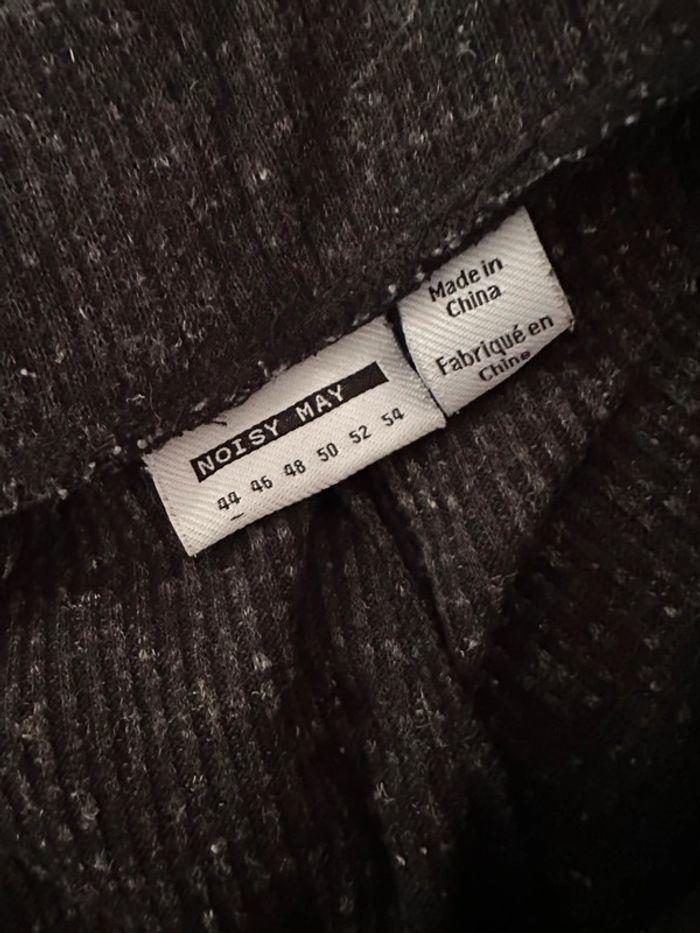 NOISY MAY
44 46 48 50 52 54
Made in
China
Fabriqué en
Chine